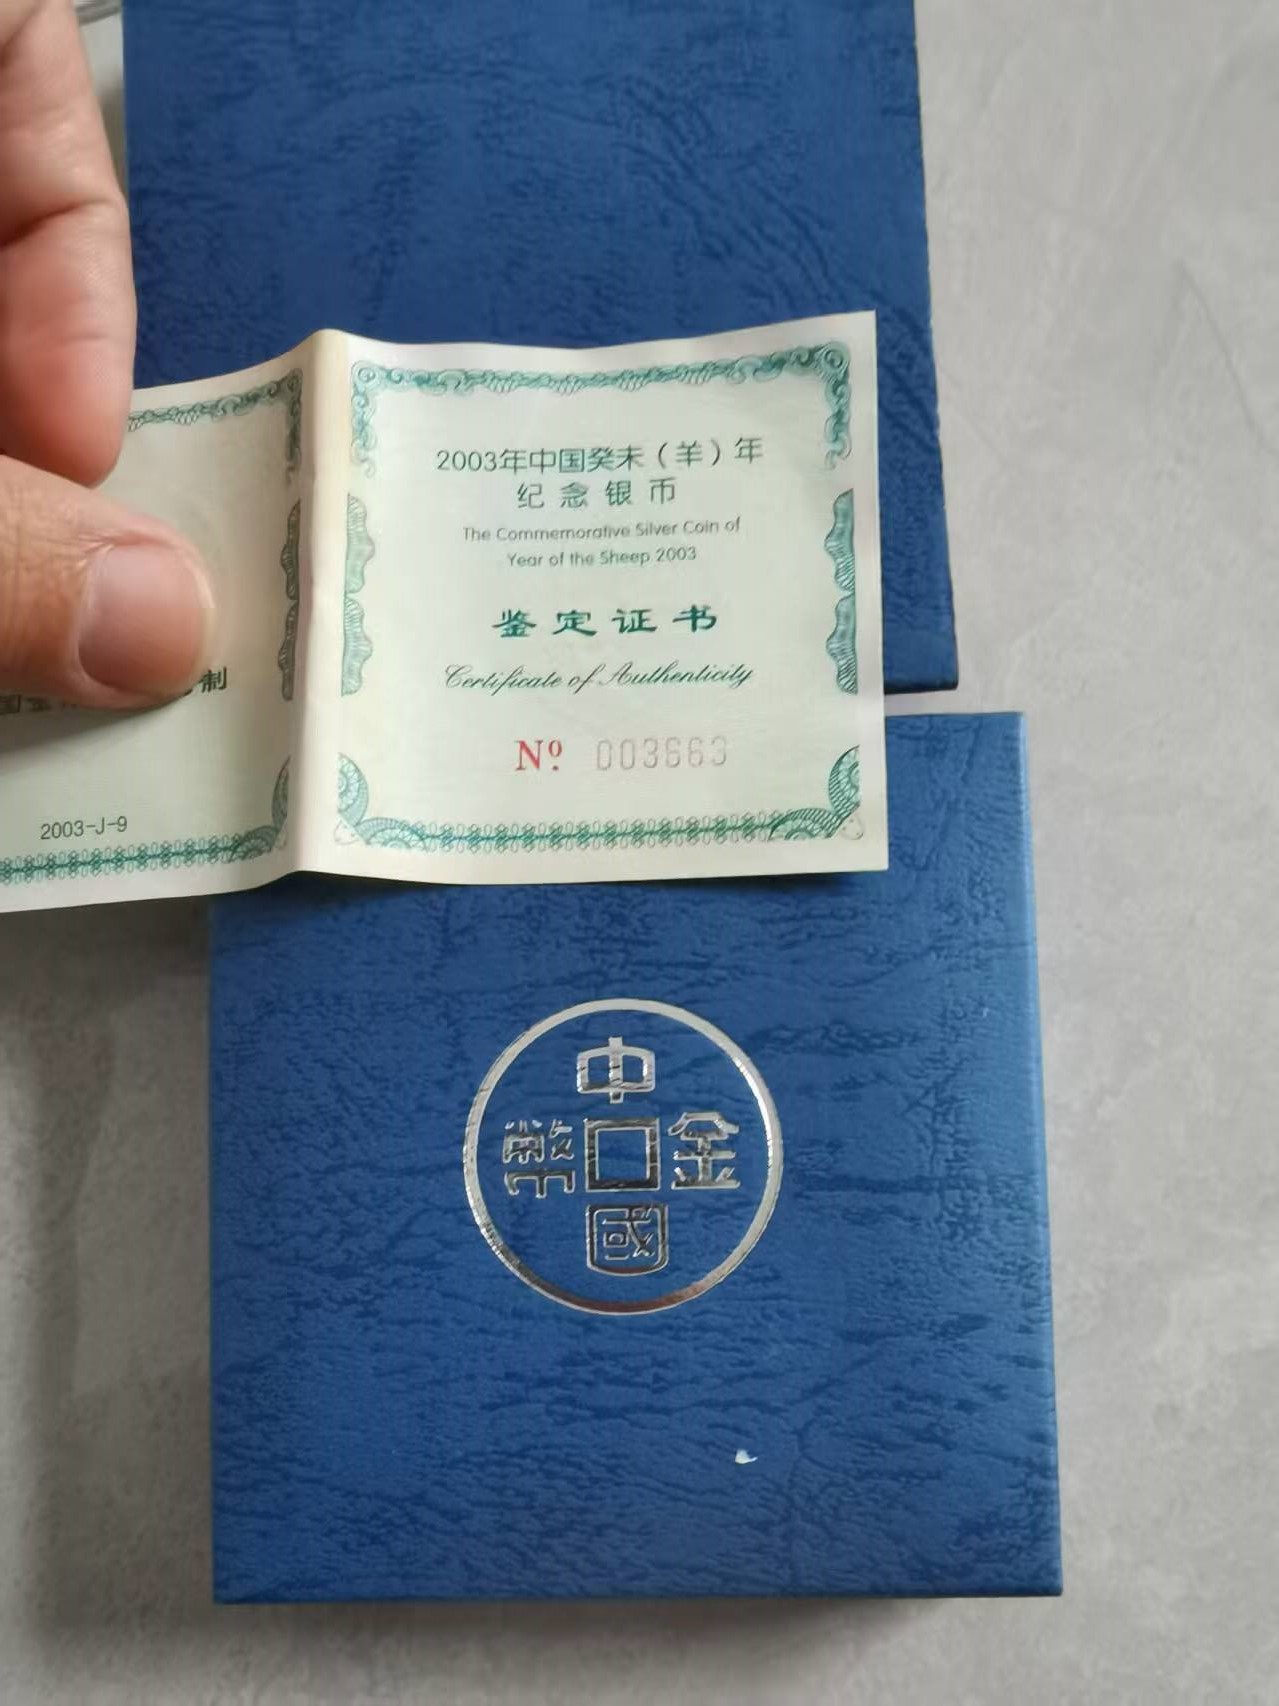 2003年中国癸未（羊）年
纪念银币
The Commemorative Silver Coin of
Year of the Sheep 2003
鉴定证书
Certificate of Authenticity
Nº. 003663
制
2003-J-9
中
幣 金
國